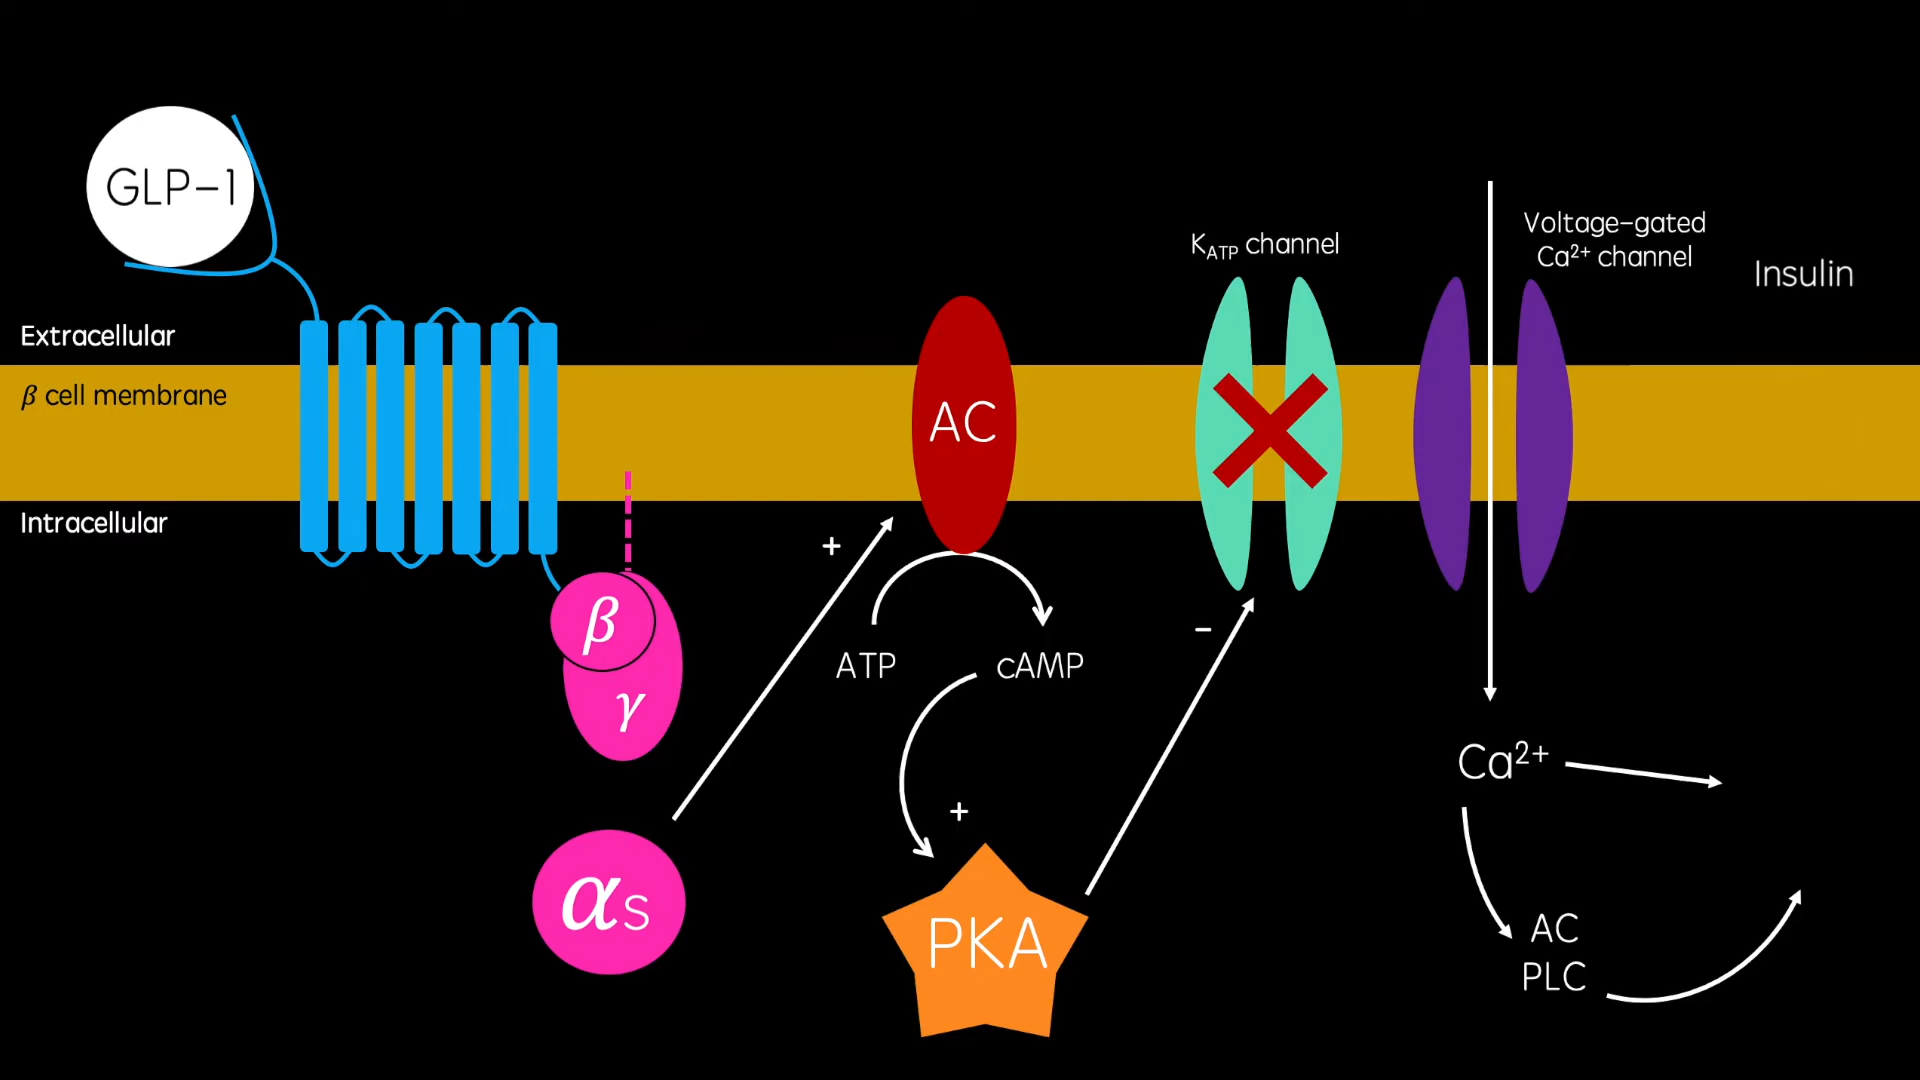 GLP-1
Extracellular
β cell membrane
Intracellular
β
γ
αs
+
AC
ATP
cAMP
+
PKA
K_ATP channel
-
Voltage-gated
Ca²⁺ channel
Insulin
Ca²⁺
AC
PLC